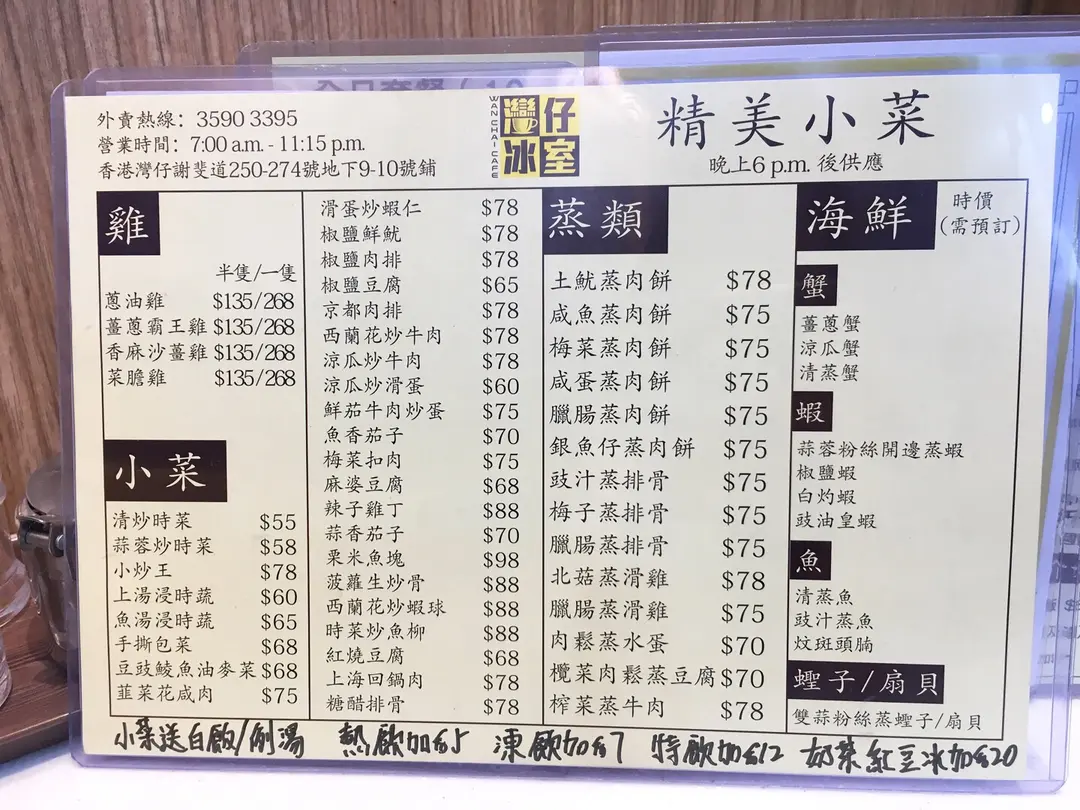 外賣熱線：3590 3395
營業時間：7:00 a.m. - 11:15 p.m.
香港灣仔謝斐道250-274號地下9-10號鋪
WAN CHAI CAFE
灣仔
冰室
精美小菜
晚上6 p.m. 後供應
雞
半隻/一隻
蔥油雞 $135/268
薑蔥霸王雞 $135/268
香麻沙薑雞 $135/268
菜膽雞 $135/268
小菜
清炒時菜 $55
蒜蓉炒時菜 $58
小炒王 $78
上湯浸時蔬 $60
魚湯浸時蔬 $65
手撕包菜 $68
豆豉鯪魚油麥菜 $68
韮菜花咸肉 $75
滑蛋炒蝦仁 $78
椒鹽鮮魷 $78
椒鹽肉排 $78
椒鹽豆腐 $65
京都肉排 $78
西蘭花炒牛肉 $78
涼瓜炒牛肉 $78
涼瓜炒滑蛋 $60
鮮茄牛肉炒蛋 $75
魚香茄子 $70
梅菜扣肉 $75
麻婆豆腐 $68
辣子雞丁 $88
蒜香茄子 $70
栗米魚塊 $98
菠蘿生炒骨 $88
西蘭花炒蝦球 $88
時菜炒魚柳 $88
紅燒豆腐 $68
上海回鍋肉 $78
糖醋排骨 $78
蒸類
土魷蒸肉餅 $78
咸魚蒸肉餅 $75
梅菜蒸肉餅 $75
咸蛋蒸肉餅 $75
臘腸蒸肉餅 $75
銀魚仔蒸肉餅 $75
豉汁蒸排骨 $75
梅子蒸排骨 $75
臘腸蒸排骨 $75
北菇蒸滑雞 $78
臘腸蒸滑雞 $75
肉鬆蒸水蛋 $70
欖菜肉鬆蒸豆腐 $70
榨菜蒸牛肉 $78
海鮮 時價
(需預訂)
蟹
薑蔥蟹
涼瓜蟹
清蒸蟹
蝦
蒜蓉粉絲開邊蒸蝦
椒鹽蝦
白灼蝦
豉油皇蝦
魚
清蒸魚
豉汁蒸魚
炆斑頭腩
蟶子/扇貝
雙蒜粉絲蒸蟶子/扇貝
小菜送白飯/例湯 熱飲加$5 凍飲加$7 特飲加$12 奶茶紅豆冰加$20